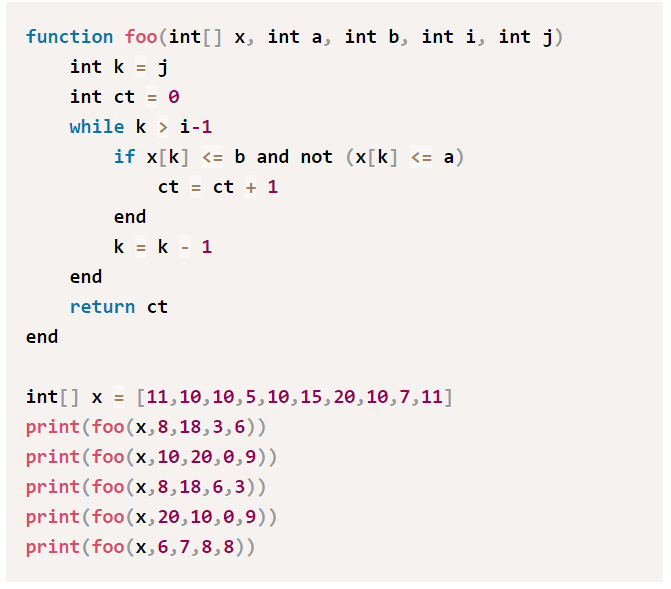 function foo(int[] x, int a, int b, int i, int j)
    int k = j
    int ct = 0
    while k > i-1
        if x[k] <= b and not (x[k] <= a)
            ct = ct + 1
        end
        k = k - 1
    end
    return ct
end

int[] x = [11,10,10,5,10,15,20,10,7,11]
print(foo(x,8,18,3,6))
print(foo(x,10,20,0,9))
print(foo(x,8,18,6,3))
print(foo(x,20,10,0,9))
print(foo(x,6,7,8,8))